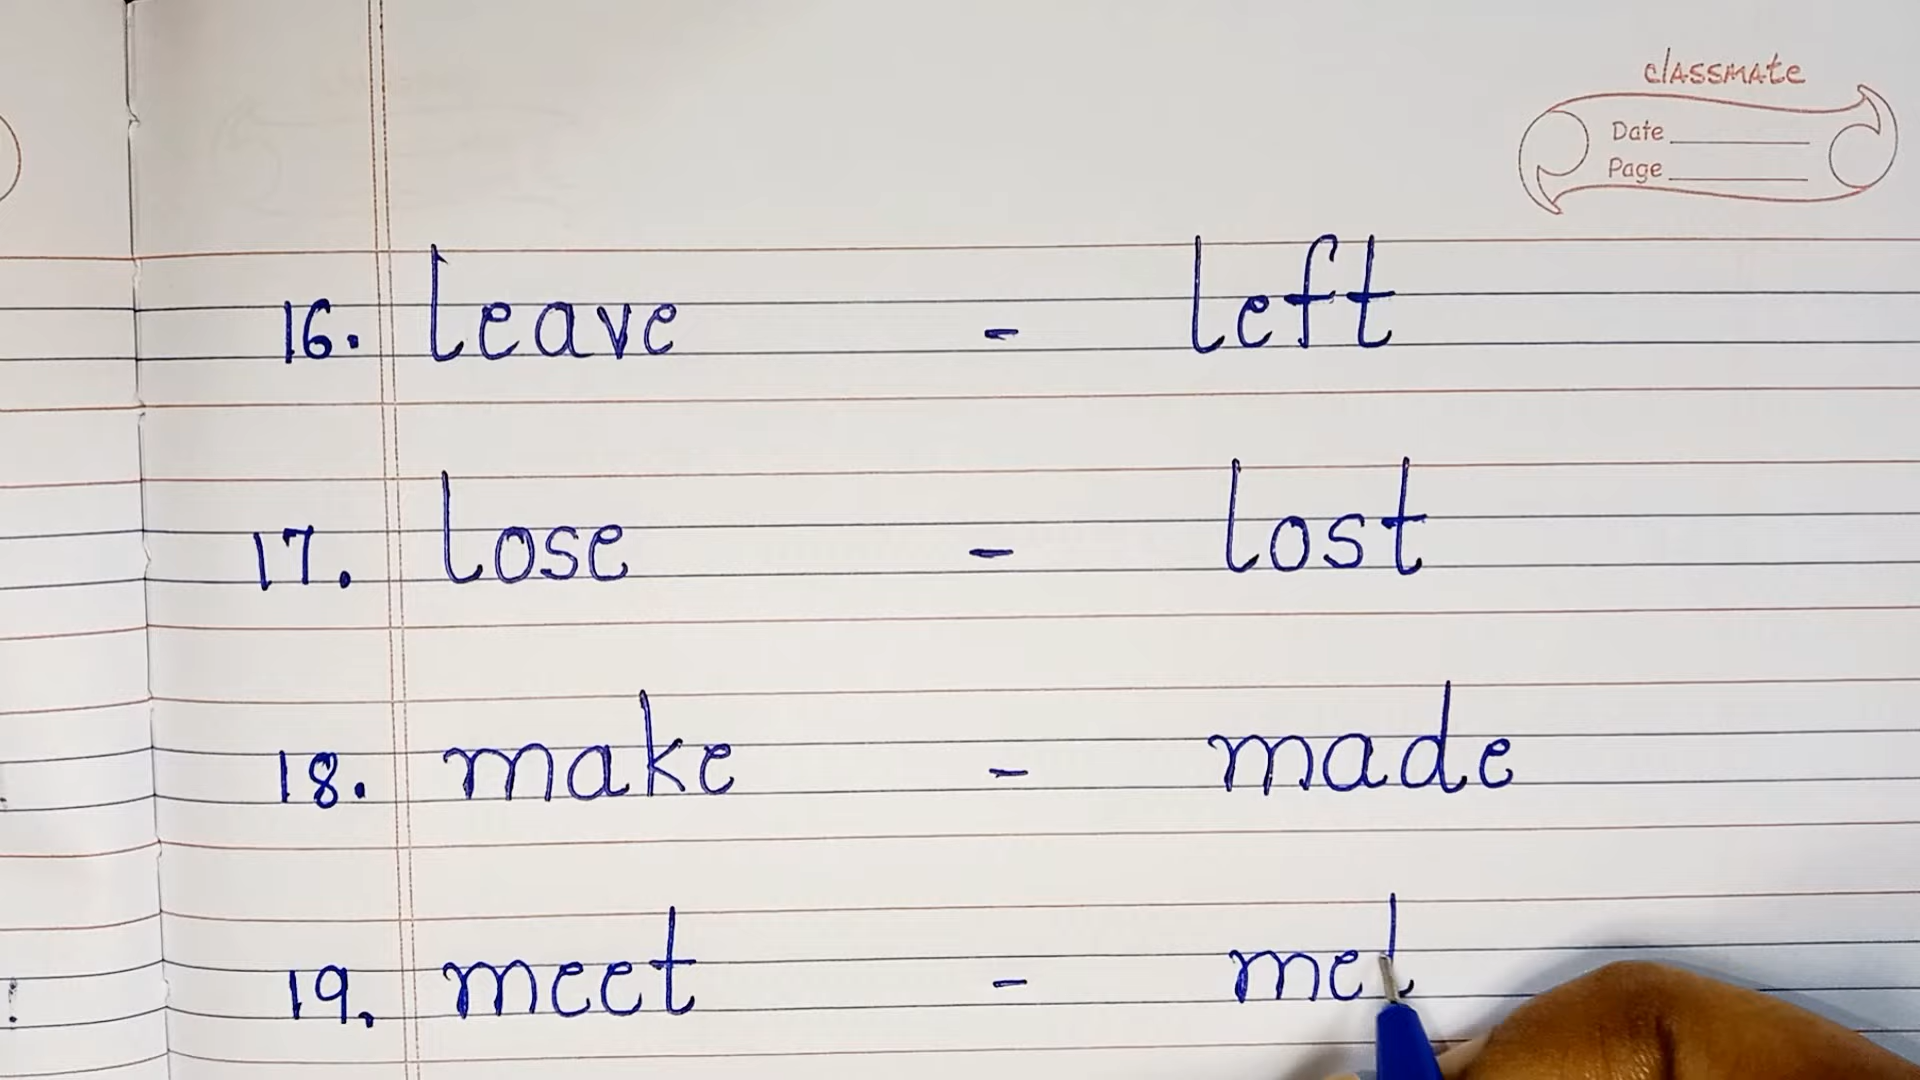 classmate
Date
Page
16. leave - left
17. lose - lost
18. make - made
19. meet - met